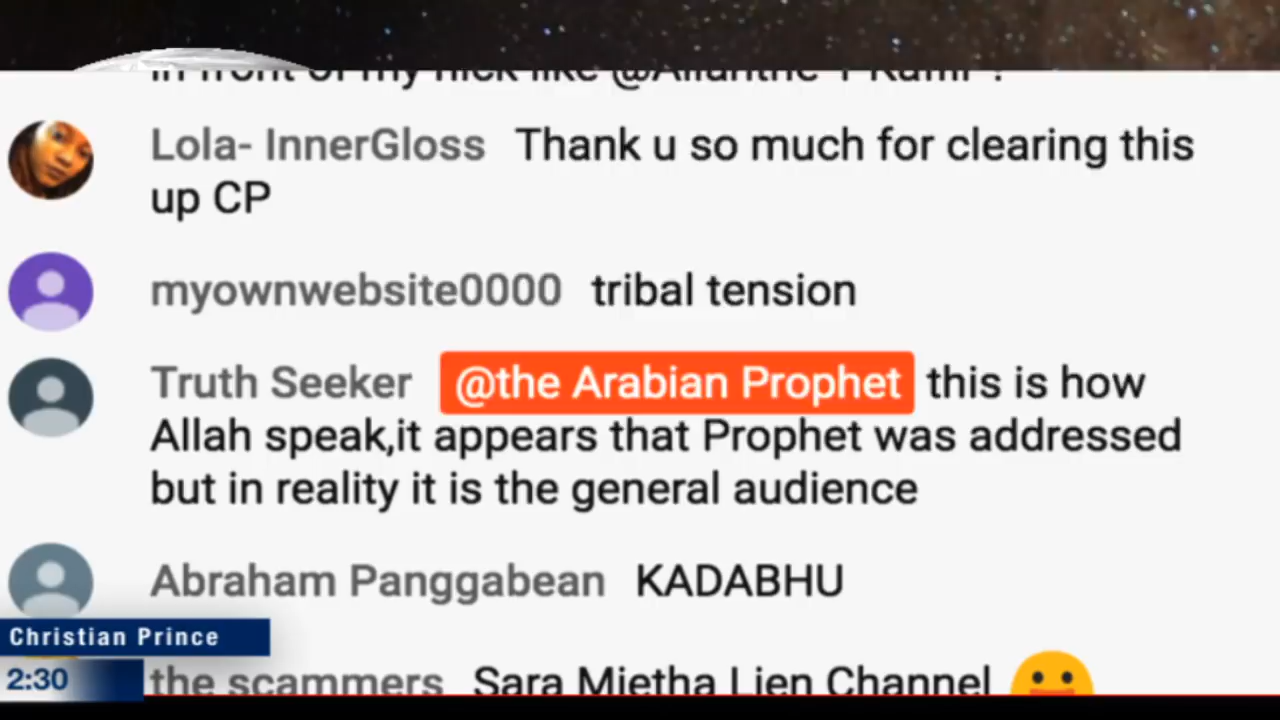 Lola- InnerGloss Thank u so much for clearing this
up CP
myownwebsite0000 tribal tension
Truth Seeker @the Arabian Prophet this is how
Allah speak,it appears that Prophet was addressed
but in reality it is the general audience
Abraham Panggabean KADABHU
Christian Prince
2:30
the scammers Sara Mietha Lien Channel